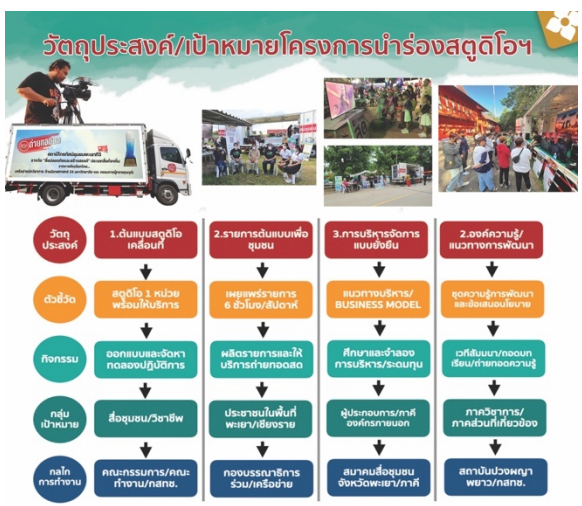 วัตถุประสงค์/เป้าหมายโครงการนำร่องสตูดิโอฯ
วัตถุ
ประสงค์
1.ต้นแบบสตูดิโอ
เคลื่อนที่
2.รายการต้นแบบเพื่อ
ชุมชน
3.การบริหารจัดการ
แบบยั่งยืน
2.องค์ความรู้/
แนวทางการพัฒนา
ตัวชี้วัด
สตูดิโอ 1 หน่วย
พร้อมให้บริการ
เผยแพร่รายการ
6 ชั่วโมง/สัปดาห์
แนวทางบริหาร/
BUSINESS MODEL
ชุดความรู้การพัฒนา
และข้อเสนอนโยบาย
กิจกรรม
ออกแบบและจัดหา
ทดลองปฏิบัติการ
ผลิตรายการและให้
บริการถ่ายทอดสด
ศึกษาและจำลอง
การบริหาร/ระดมทุน
เวทีสัมมนา/ถอดบท
เรียน/ถ่ายทอดความรู้
กลุ่ม
เป้าหมาย
สื่อชุมชน/วิชาชีพ
ประชาชนในพื้นที่
พะเยา/เชียงราย
ผู้ประกอบการ/ภาคี
องค์กรภายนอก
ภาควิชาการ/
ภาคส่วนที่เกี่ยวข้อง
กลไก
การทำงาน
คณะกรรมการ/คณะ
ทำงาน/กสทช.
กองบรรณาธิการ
ร่วม/เครือข่าย
สมาคมสื่อชุมชน
จังหวัดพะเยา/ภาคี
สถาบันปวงผญา
พยาว/กสทช.